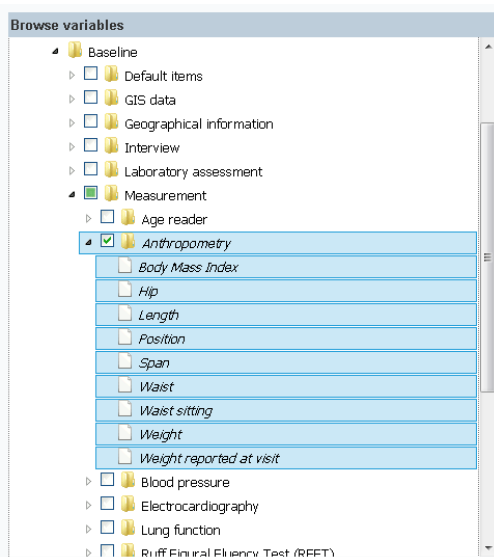 Browse variables
Baseline
Default items
GIS data
Geographical information
Interview
Laboratory assessment
Measurement
Age reader
Anthropometry
Body Mass Index
Hip
Length
Position
Span
Waist
Waist sitting
Weight
Weight reported at visit
Blood pressure
Electrocardiography
Lung function
Ruff Figural Fluency Test (RFFT)